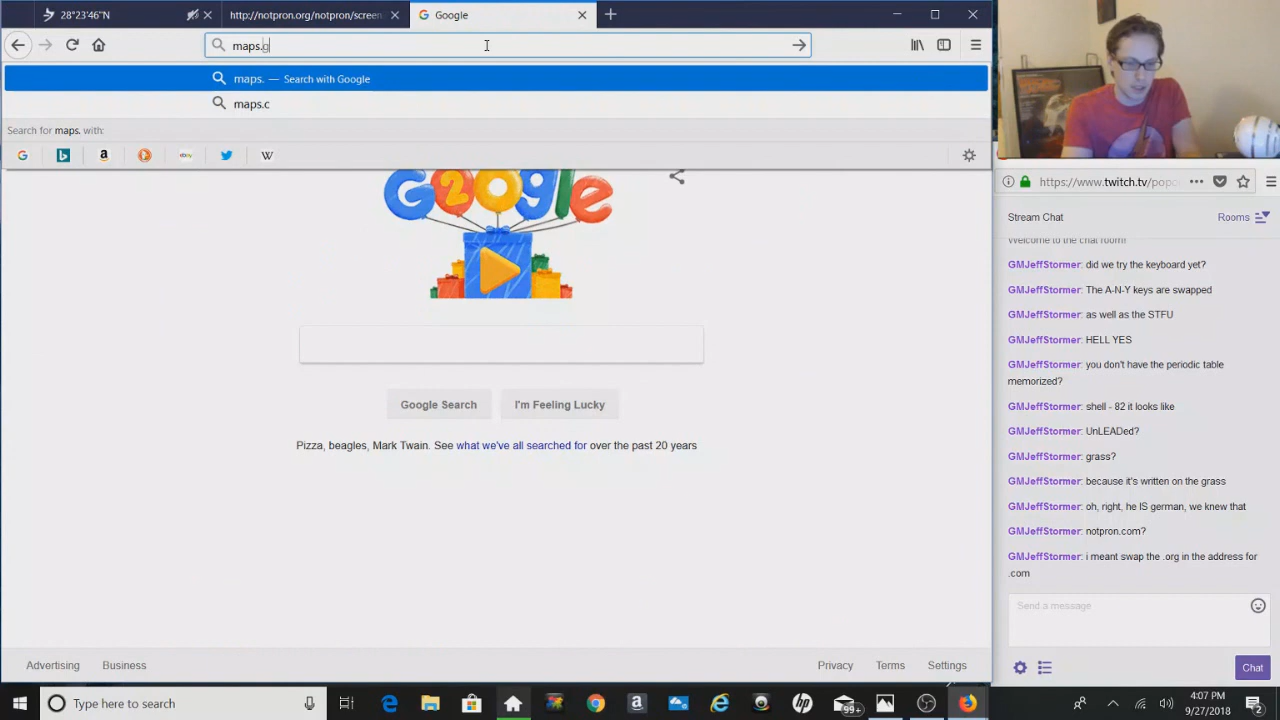 28°23'46"N
http://notpron.org/notpron/screen
Google
maps.g
maps. — Search with Google
maps.c
Search for maps. with:
ebay
W
G20gle
Google Search
I'm Feeling Lucky
Pizza, beagles, Mark Twain. See what we've all searched for over the past 20 years
Advertising
Business
Privacy
Terms
Settings
https://www.twitch.tv/popc
Stream Chat
Rooms
Welcome to the chat room!
GMJeffStormer: did we try the keyboard yet?
GMJeffStormer: The A-N-Y keys are swapped
GMJeffStormer: as well as the STFU
GMJeffStormer: HELL YES
GMJeffStormer: you don't have the periodic table
memorized?
GMJeffStormer: shell - 82 it looks like
GMJeffStormer: UnLEADed?
GMJeffStormer: grass?
GMJeffStormer: because it's written on the grass
GMJeffStormer: oh, right, he IS german, we knew that
GMJeffStormer: notpron.com?
GMJeffStormer: i meant swap the .org in the address for
.com
Send a message
Chat
Type here to search
99+
4:07 PM
9/27/2018
2